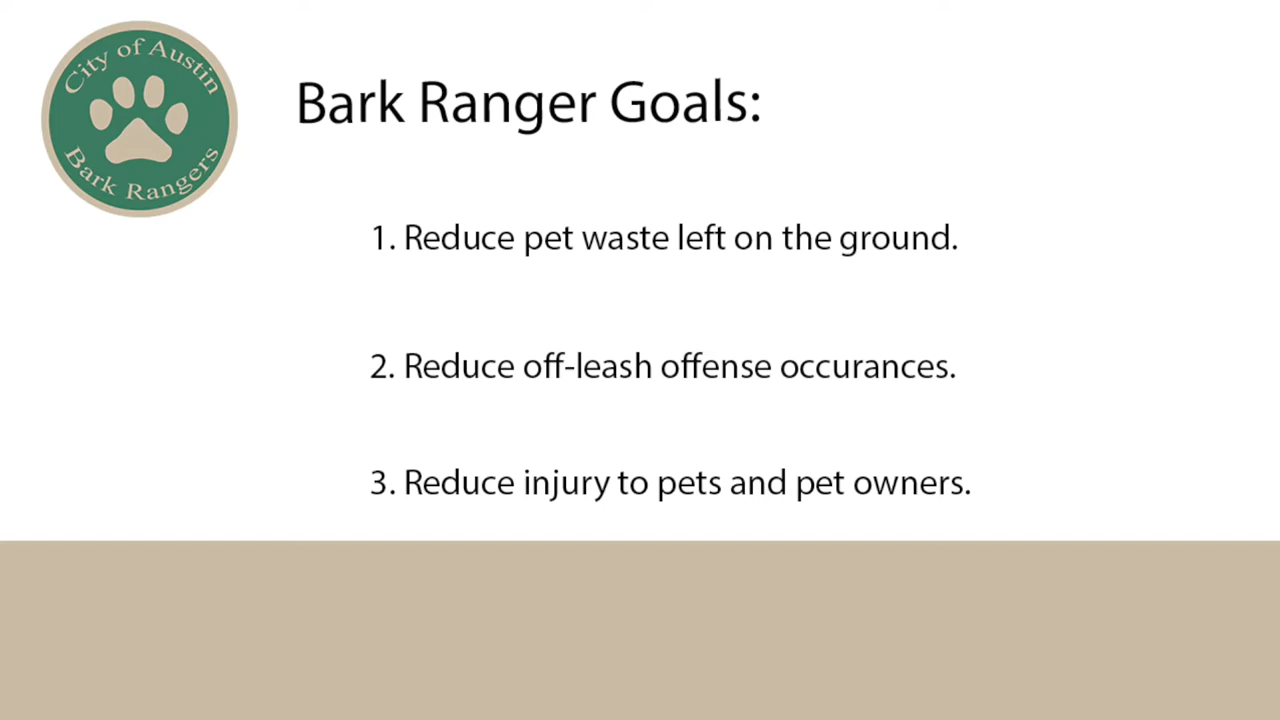 City of Austin
Bark Rangers
Bark Ranger Goals:
1. Reduce pet waste left on the ground.
2. Reduce off-leash offense occurances.
3. Reduce injury to pets and pet owners.